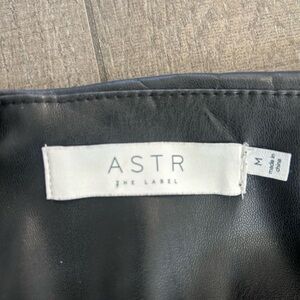 ASTR
THE LABEL
M
made in
china